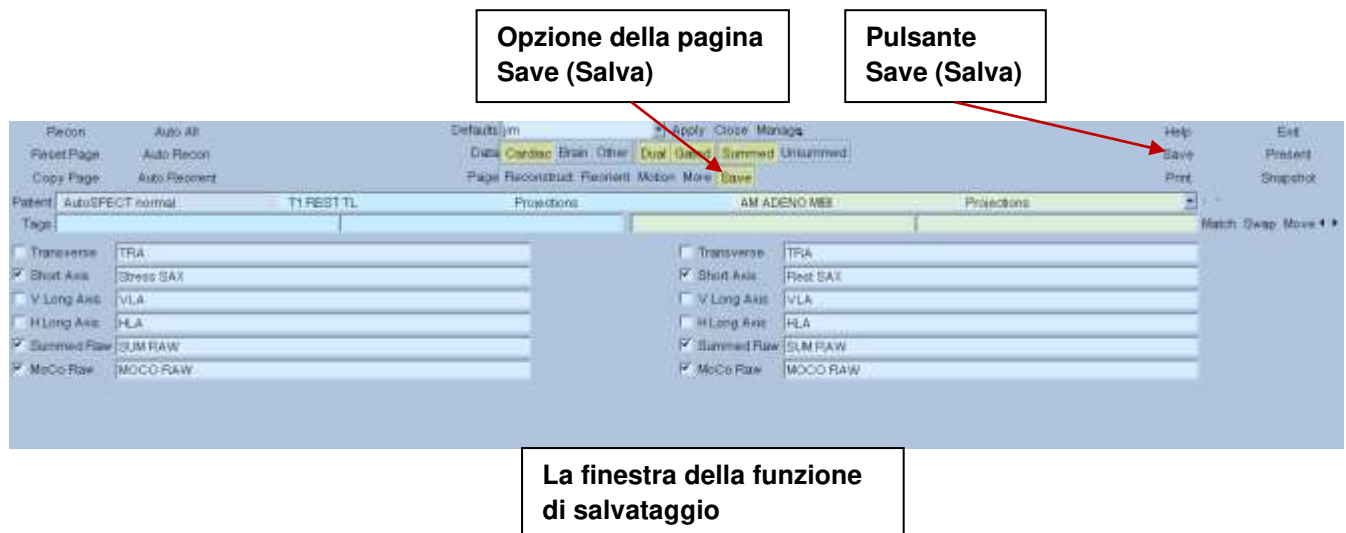 Opzione della pagina
Save (Salva)
Pulsante
Save (Salva)
Recon Auto All Defaults jm Apply Close Manage Help Exit
Reset Page Auto Recon Data Cardiac Brain Other Dual Gated Summed Unsummed Save Present
Copy Page Auto Reorient Page Reconstruct Reorient Motion More Save Print Snapshot
Patient AutoSPECT normal T1 REST TL Projections AM ADENO MIBI Projections
Tags Match Swap Move
Transverse TRA Transverse TRA
Short Axis Stress SAX Short Axis Rest SAX
V Long Axis VLA V Long Axis VLA
H Long Axis HLA H Long Axis HLA
Summed Raw SUM RAW Summed Raw SUM RAW
MoCo Raw MOCO RAW MoCo Raw MOCO RAW
La finestra della funzione
di salvataggio